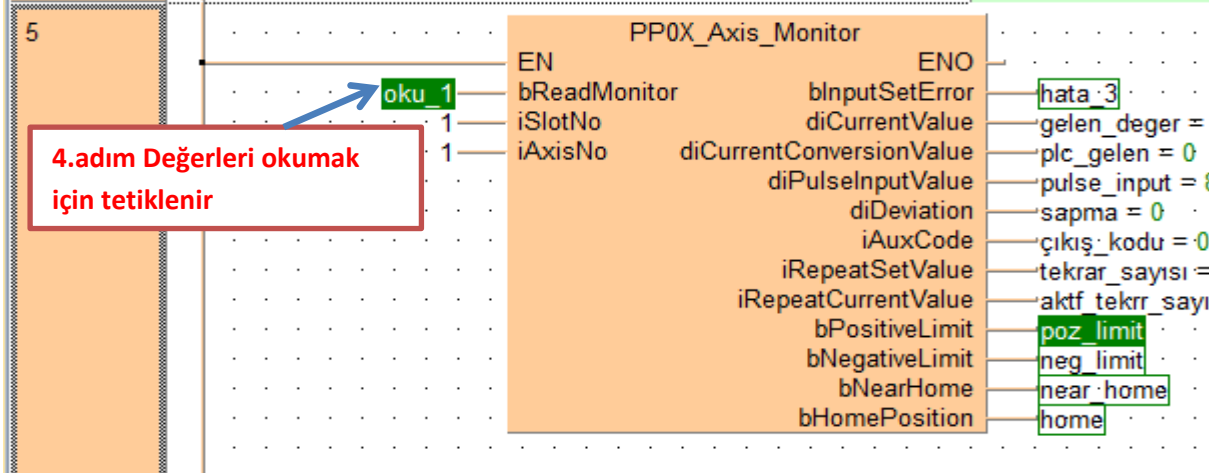 5
PP0X_Axis_Monitor
EN ENO
oku_1 bReadMonitor bInputSetError hata_3
1 iSlotNo diCurrentValue gelen_deger =
1 iAxisNo diCurrentConversionValue plc_gelen = 0
4.adım Değerleri okumak
için tetiklenir
diPulseInputValue pulse_input = 8
diDeviation sapma = 0
iAuxCode çıkış_kodu = 0
iRepeatSetValue tekrar_sayısı =
iRepeatCurrentValue aktf_tekrr_sayı
bPositiveLimit poz_limit
bNegativeLimit neg_limit
bNearHome near_home
bHomePosition home